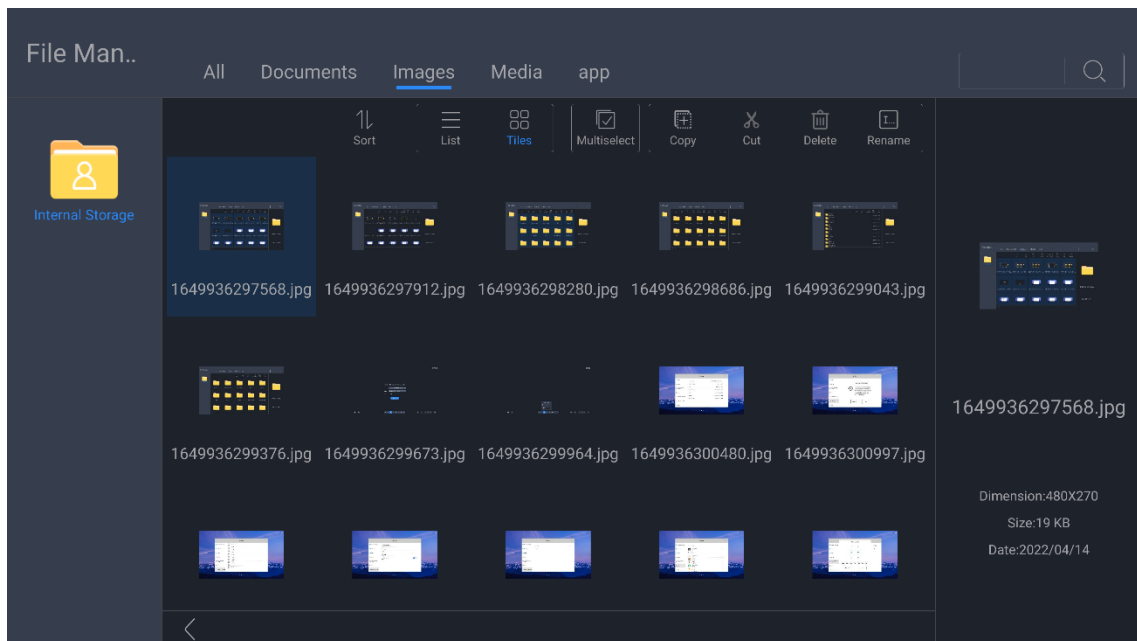 File Man..
All Documents Images Media app
Sort List Tiles Multiselect Copy Cut Delete Rename
Internal Storage
1649936297568.jpg 1649936297912.jpg 1649936298280.jpg 1649936298686.jpg 1649936299043.jpg
1649936299376.jpg 1649936299673.jpg 1649936299964.jpg 1649936300480.jpg 1649936300997.jpg
1649936297568.jpg
Dimension:480X270
Size:19 KB
Date:2022/04/14